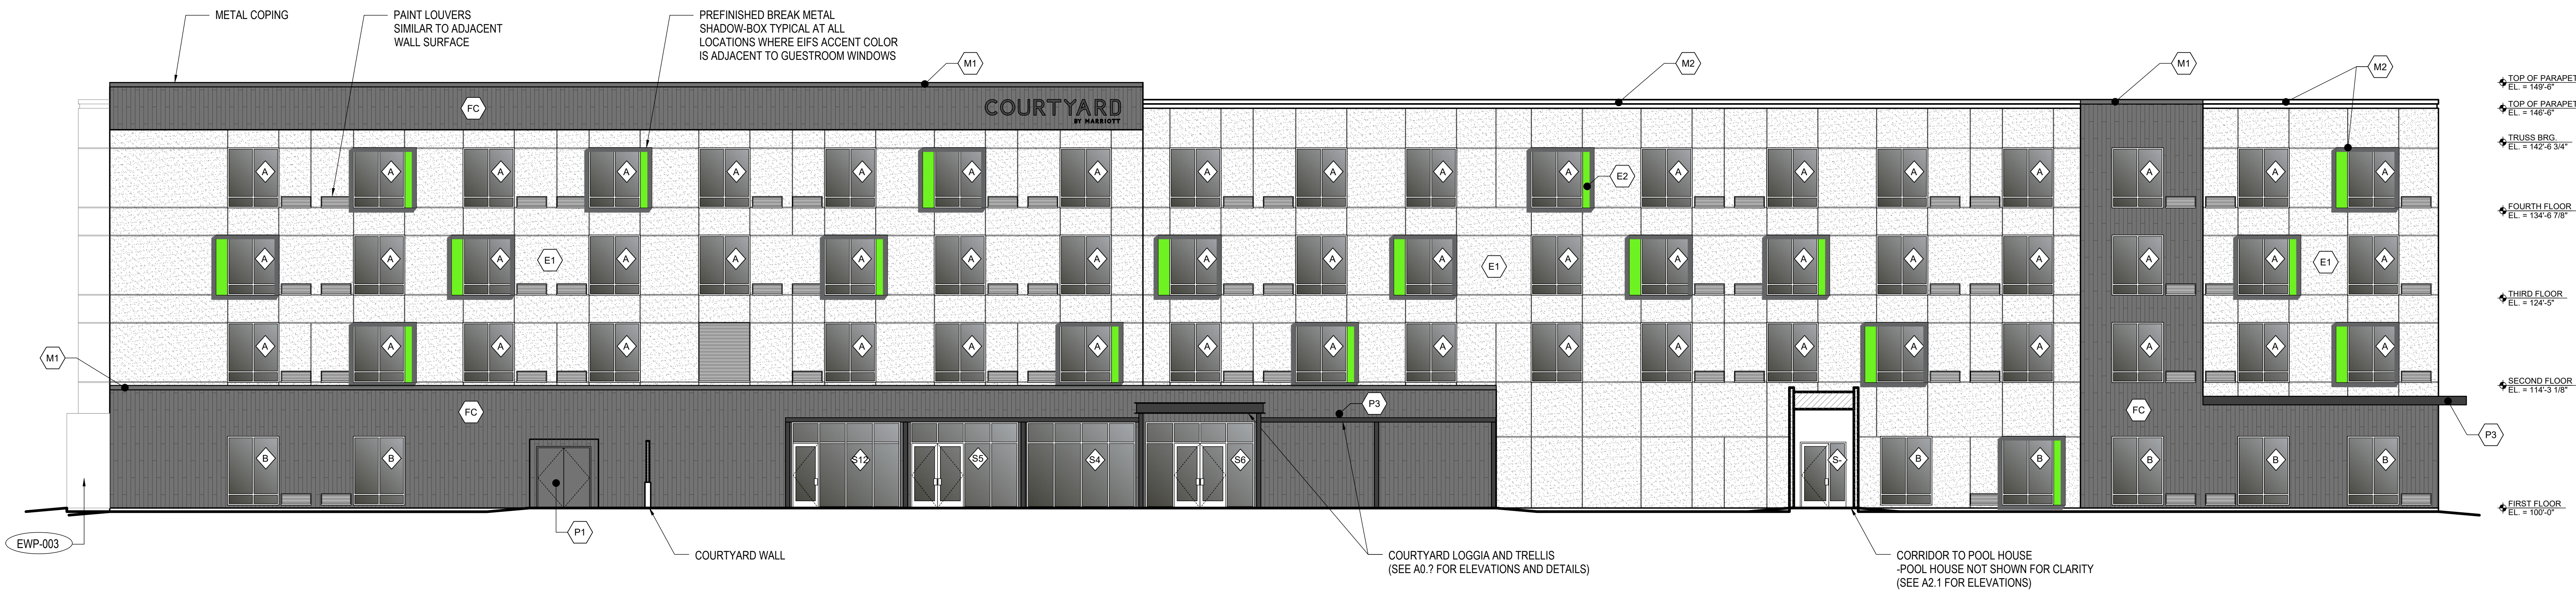 METAL COPING
PAINT LOUVERS
SIMILAR TO ADJACENT
WALL SURFACE
PREFINISHED BREAK METAL
SHADOW-BOX TYPICAL AT ALL
LOCATIONS WHERE EIFS ACCENT COLOR
IS ADJACENT TO GUESTROOM WINDOWS
M1
M2
M1
M2
TOP OF PARAPET
EL. = 149'-6"
FC
COURTYARD
BY MARRIOTT
TOP OF PARAPET
EL. = 146'-6"
TRUSS BRG.
EL. = 142'-6 3/4"
A A A A A A A A A A A A A A A A A A A
E2
FOURTH FLOOR
EL. = 134'-6 7/8"
A A A A A A A A A A A A A A A A A A A
E1
E1
E1
THIRD FLOOR
EL. = 124'-5"
A A A A A A A A A A A A A A A A A A
M1
SECOND FLOOR
EL. = 114'-3 1/8"
FC
P3
FC
P3
B B S12 S5 S4 S6 S- B B B B B
FIRST FLOOR
EL. = 100'-0"
EWP-003
P1
COURTYARD WALL
COURTYARD LOGGIA AND TRELLIS
(SEE A0.? FOR ELEVATIONS AND DETAILS)
CORRIDOR TO POOL HOUSE
-POOL HOUSE NOT SHOWN FOR CLARITY
(SEE A2.1 FOR ELEVATIONS)